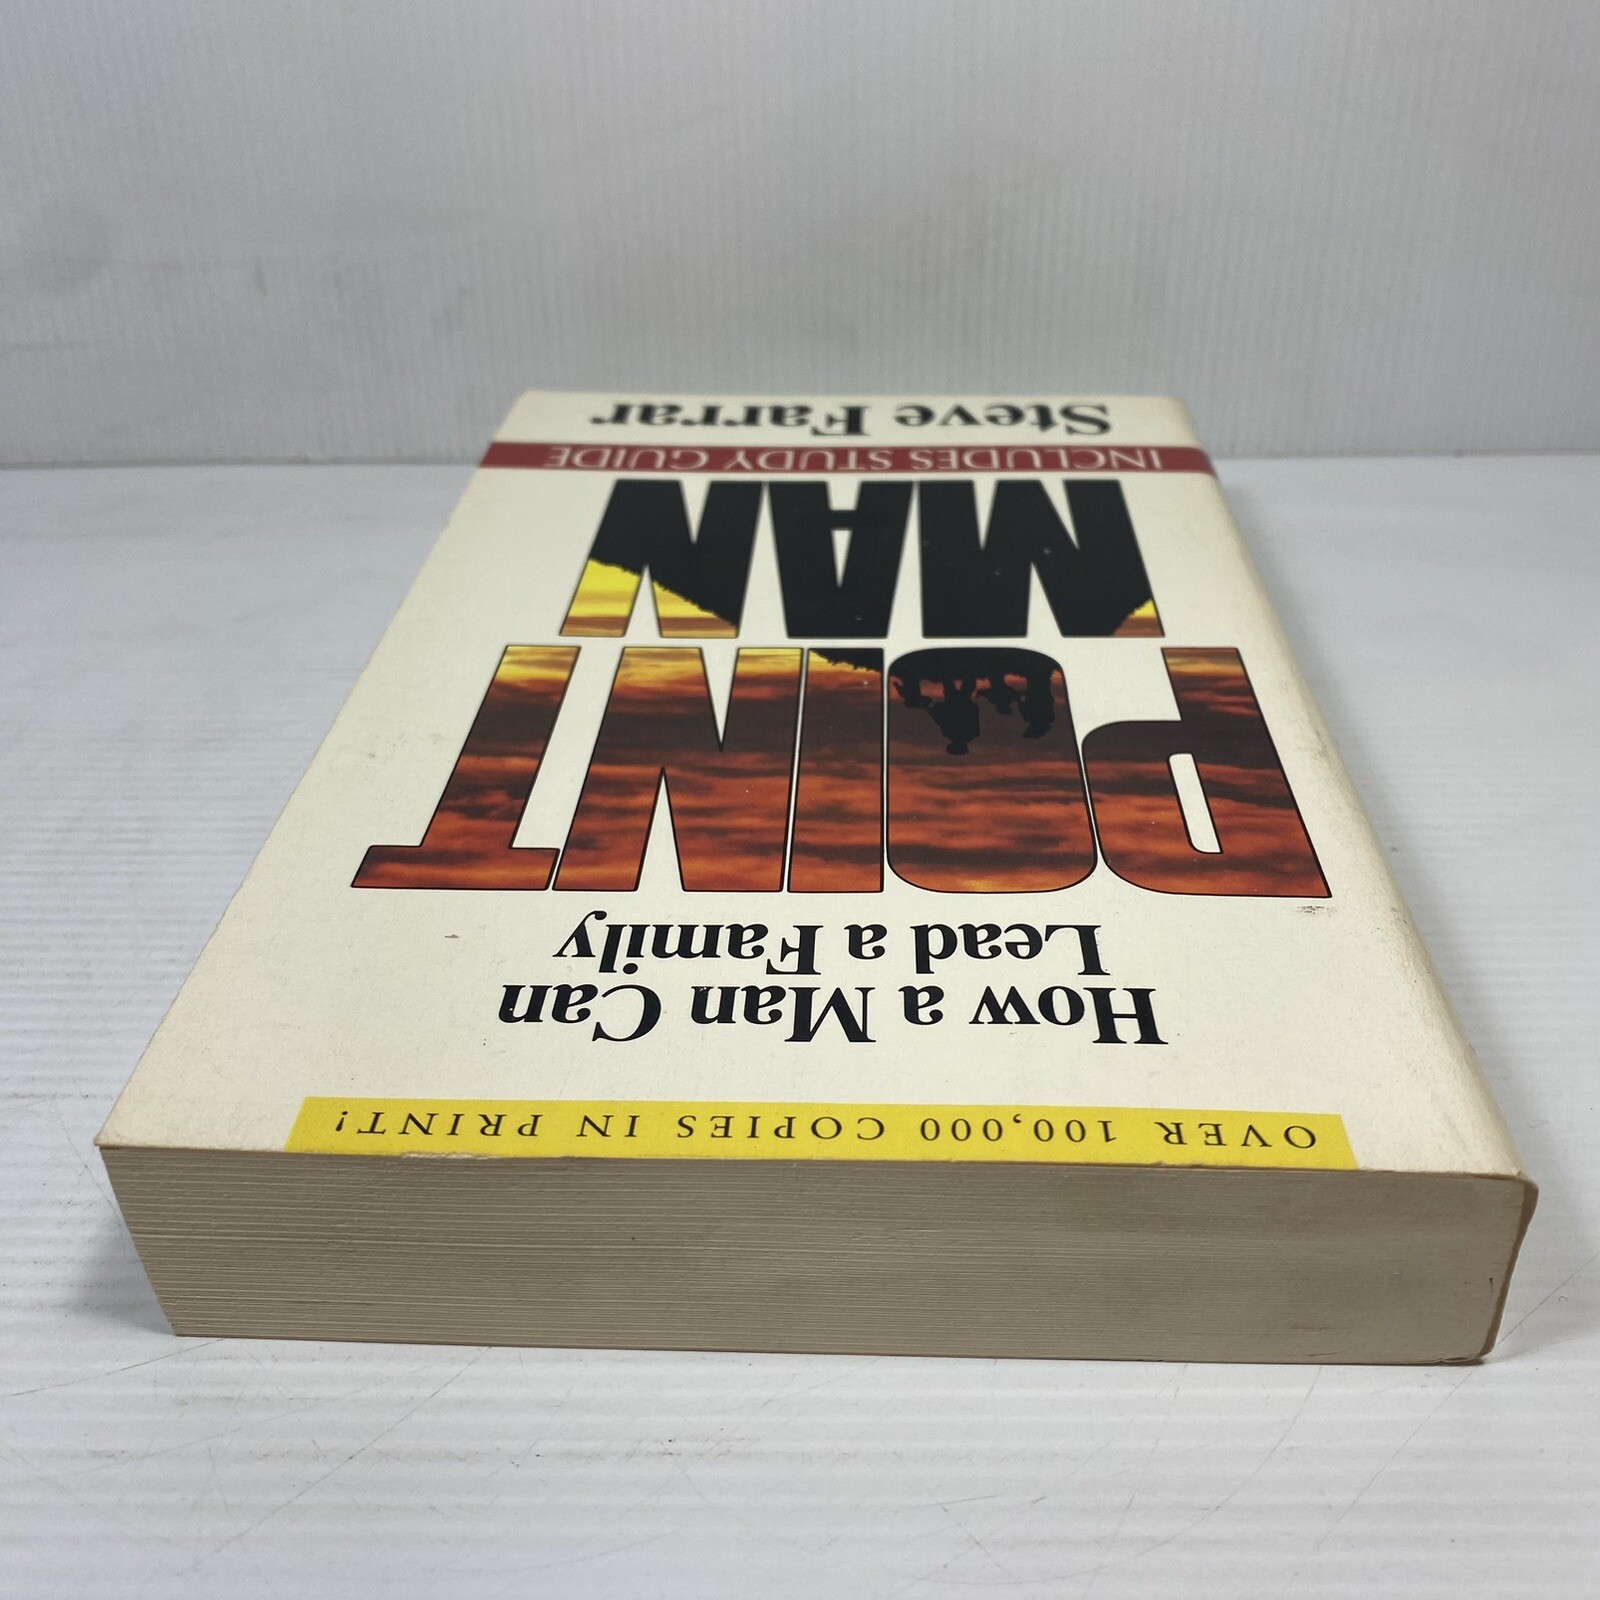 OVER 100,000 COPIES IN PRINT!
How a Man Can
Lead a Family
POINT
MAN
INCLUDES STUDY GUIDE
Steve Farrar